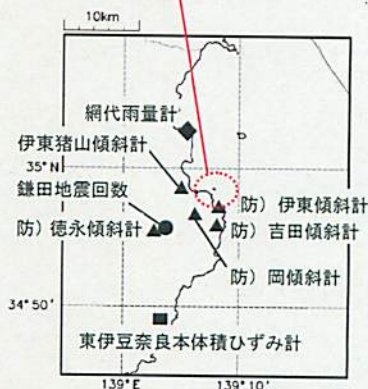 10km
網代雨量計
伊東猪山傾斜計
35°N
鎌田地震回数
防）伊東傾斜計
防）徳永傾斜計
防）吉田傾斜計
防）岡傾斜計
34°50'
東伊豆奈良本体積ひずみ計
139°E
139°10'